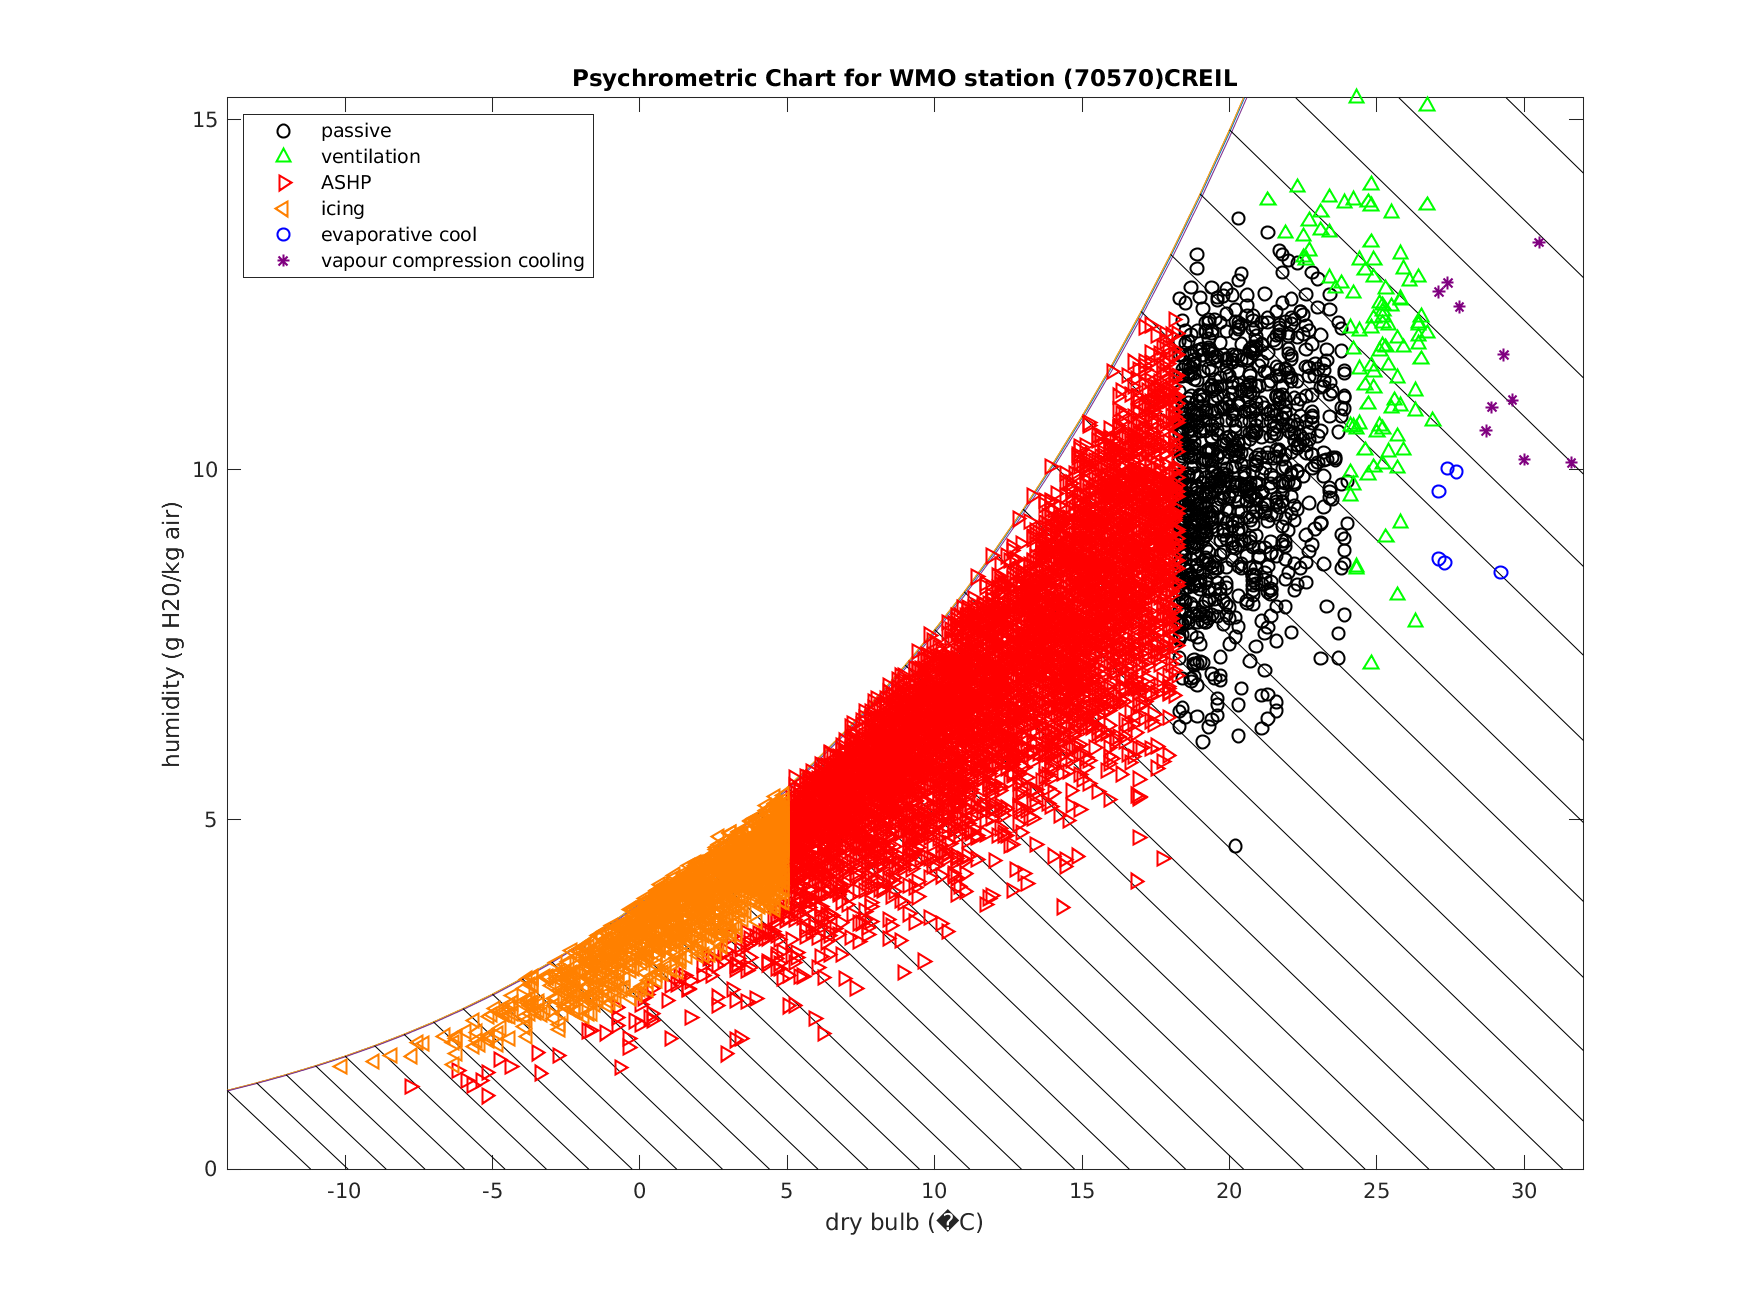 Psychrometric Chart for WMO station (70570)CREIL
passive
ventilation
ASHP
icing
evaporative cool
vapour compression cooling
humidity (g H20/kg air)
15
10
5
0
-10 -5 0 5 10 15 20 25 30
dry bulb (�C)